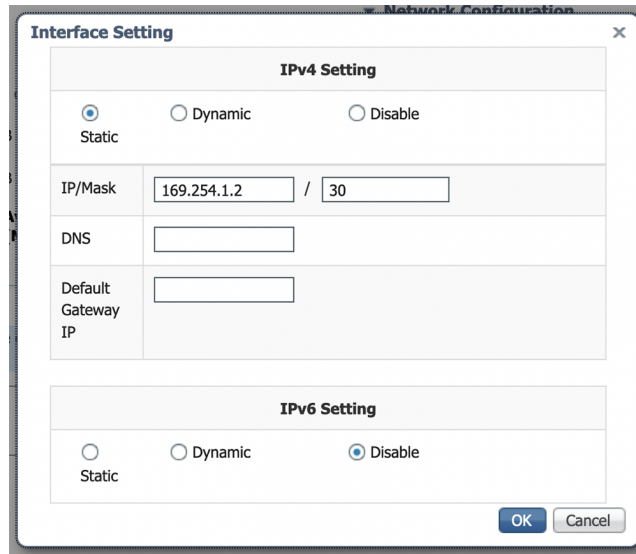 Network Configuration
Interface Setting
IPv4 Setting
Static
Dynamic
Disable
IP/Mask 169.254.1.2 / 30
DNS
Default
Gateway
IP
IPv6 Setting
Static
Dynamic
Disable
OK Cancel